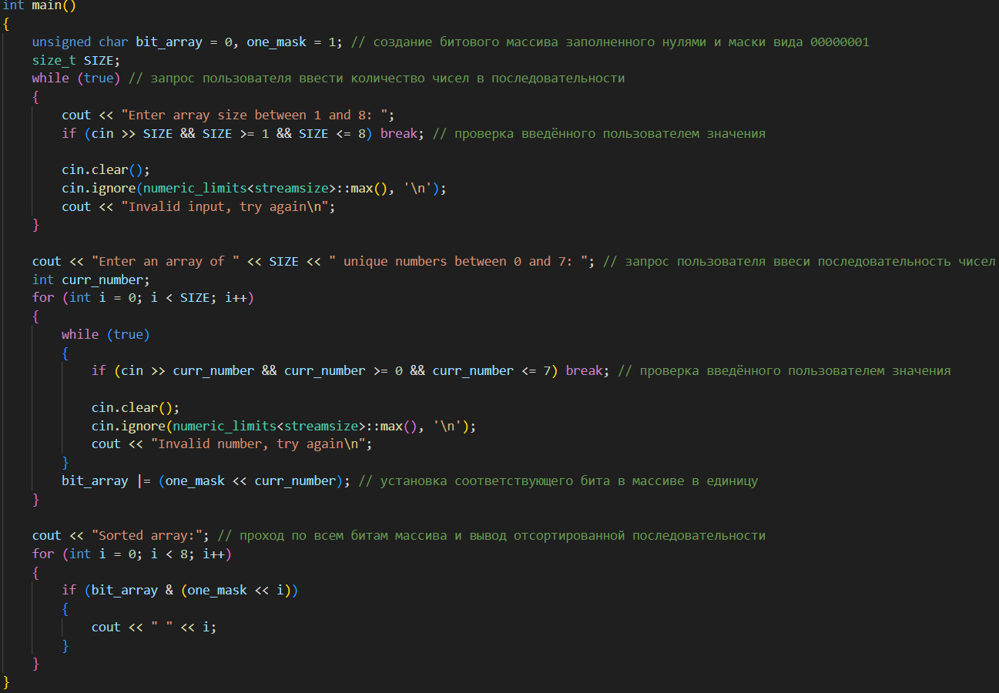 int main()
{
    unsigned char bit_array = 0, one_mask = 1; // создание битового массива заполненного нулями и маски вида 00000001
    size_t SIZE;
    while (true) // запрос пользователя ввести количество чисел в последовательности
    {
        cout << "Enter array size between 1 and 8: ";
        if (cin >> SIZE && SIZE >= 1 && SIZE <= 8) break; // проверка введённого пользователем значения

        cin.clear();
        cin.ignore(numeric_limits<streamsize>::max(), '\n');
        cout << "Invalid input, try again\n";
    }

    cout << "Enter an array of " << SIZE << " unique numbers between 0 and 7: "; // запрос пользователя ввеси последовательность чисел
    int curr_number;
    for (int i = 0; i < SIZE; i++)
    {
        while (true)
        {
            if (cin >> curr_number && curr_number >= 0 && curr_number <= 7) break; // проверка введённого пользователем значения

            cin.clear();
            cin.ignore(numeric_limits<streamsize>::max(), '\n');
            cout << "Invalid number, try again\n";
        }
        bit_array |= (one_mask << curr_number); // установка соответствующего бита в массиве в единицу
    }

    cout << "Sorted array:"; // проход по всем битам массива и вывод отсортированной последовательности
    for (int i = 0; i < 8; i++)
    {
        if (bit_array & (one_mask << i))
        {
            cout << " " << i;
        }
    }
}